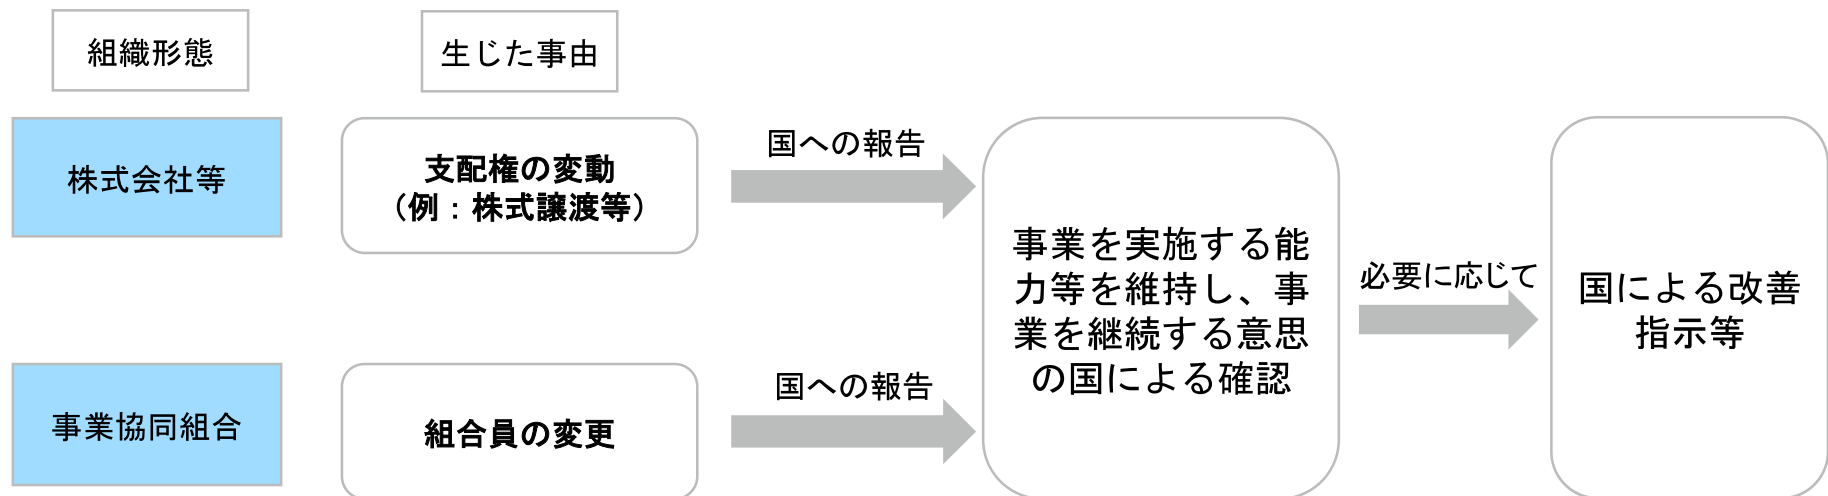 組織形態
生じた事由
株式会社等
支配権の変動
（例：株式譲渡等）
国への報告
事業協同組合
組合員の変更
国への報告
事業を実施する能
力等を維持し、事
業を継続する意思
の国による確認
必要に応じて
国による改善
指示等